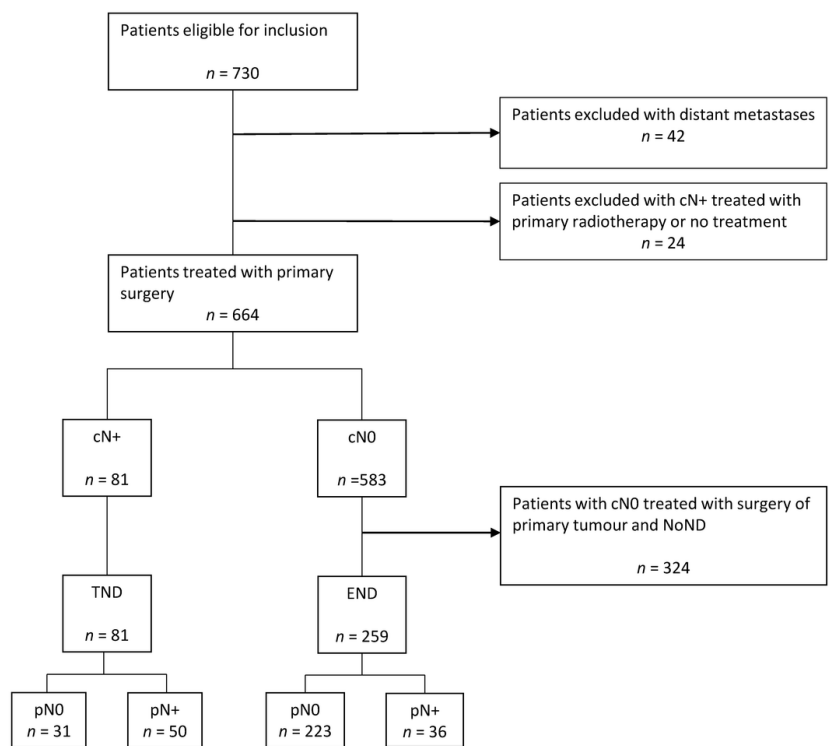 Patients eligible for inclusion
n = 730
Patients excluded with distant metastases
n = 42
Patients excluded with cN+ treated with
primary radiotherapy or no treatment
n = 24
Patients treated with primary
surgery
n = 664
cN+
n = 81
cN0
n =583
Patients with cN0 treated with surgery of
primary tumour and NoND
n = 324
TND
n = 81
END
n = 259
pN0
n = 31
pN+
n = 50
pN0
n = 223
pN+
n = 36